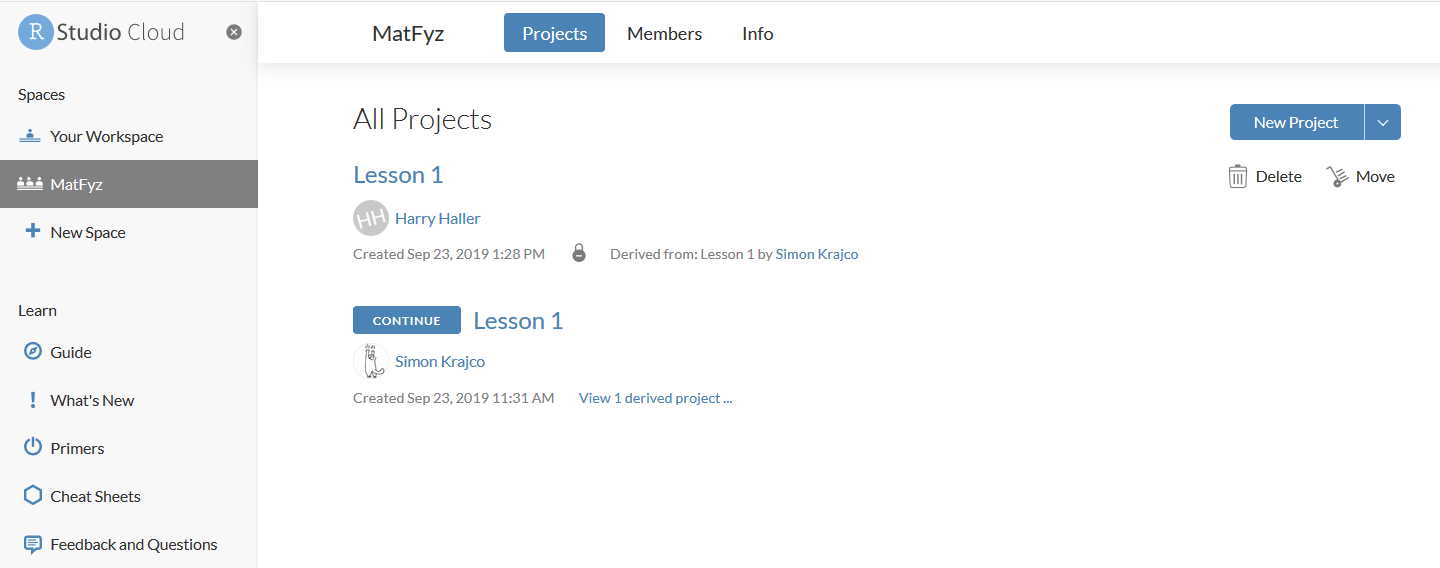 R Studio Cloud
Spaces
Your Workspace
MatFyz
New Space
Learn
Guide
What's New
Primers
Cheat Sheets
Feedback and Questions
MatFyz Projects Members Info
All Projects
New Project
Lesson 1
Delete Move
HH Harry Haller
Created Sep 23, 2019 1:28 PM Derived from: Lesson 1 by Simon Krajco
CONTINUE Lesson 1
Simon Krajco
Created Sep 23, 2019 11:31 AM View 1 derived project ...